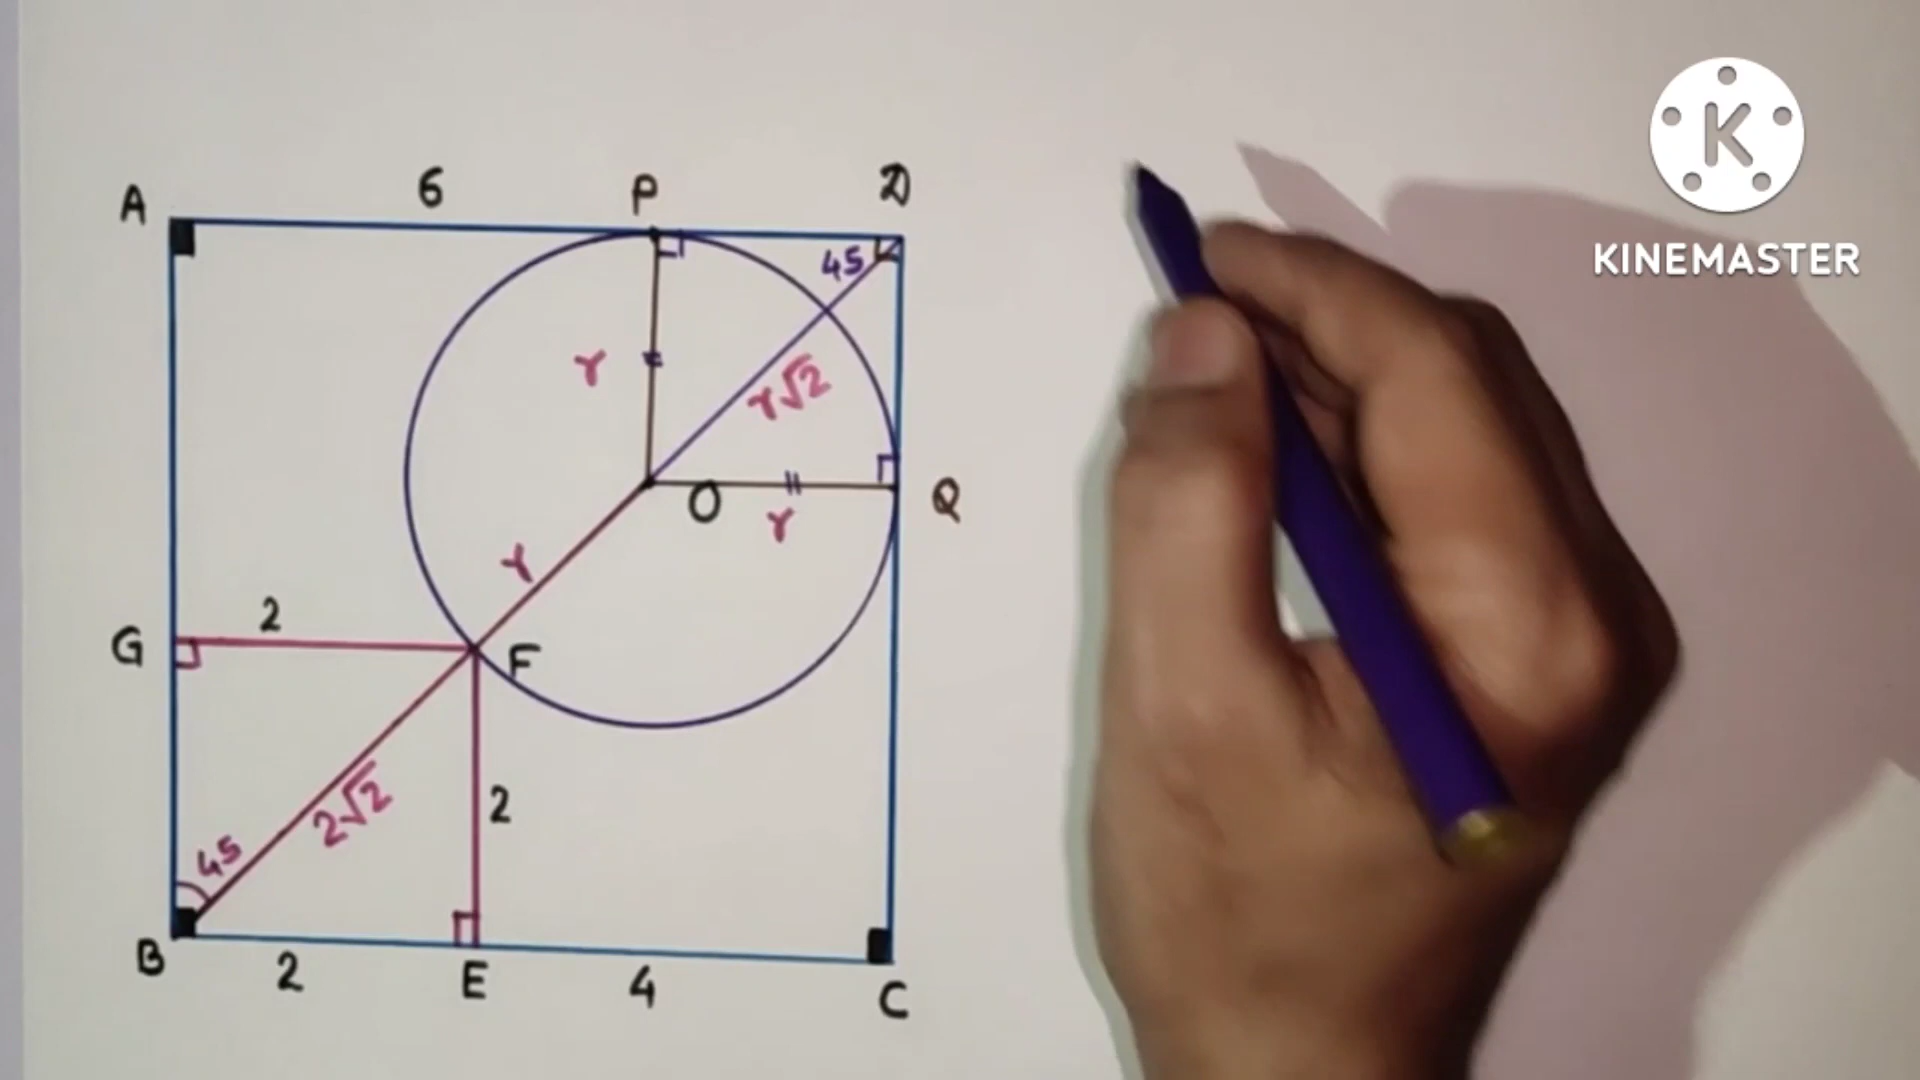 A 6 P D
45
r
r√2
O Q
r
r
2
G F
2√2 2
45
B 2 E 4 C
K
KINEMASTER